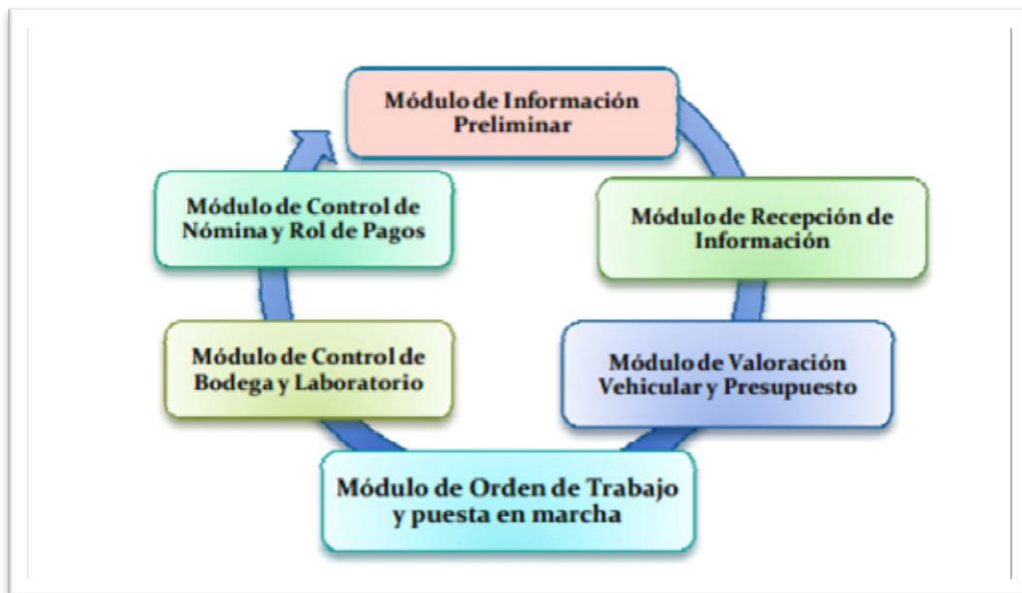 Módulo de Información
Preliminar
Módulo de Recepción de
Información
Módulo de Valoración
Vehicular y Presupuesto
Módulo de Orden de Trabajo
y puesta en marcha
Módulo de Control de
Bodega y Laboratorio
Módulo de Control de
Nómina y Rol de Pagos